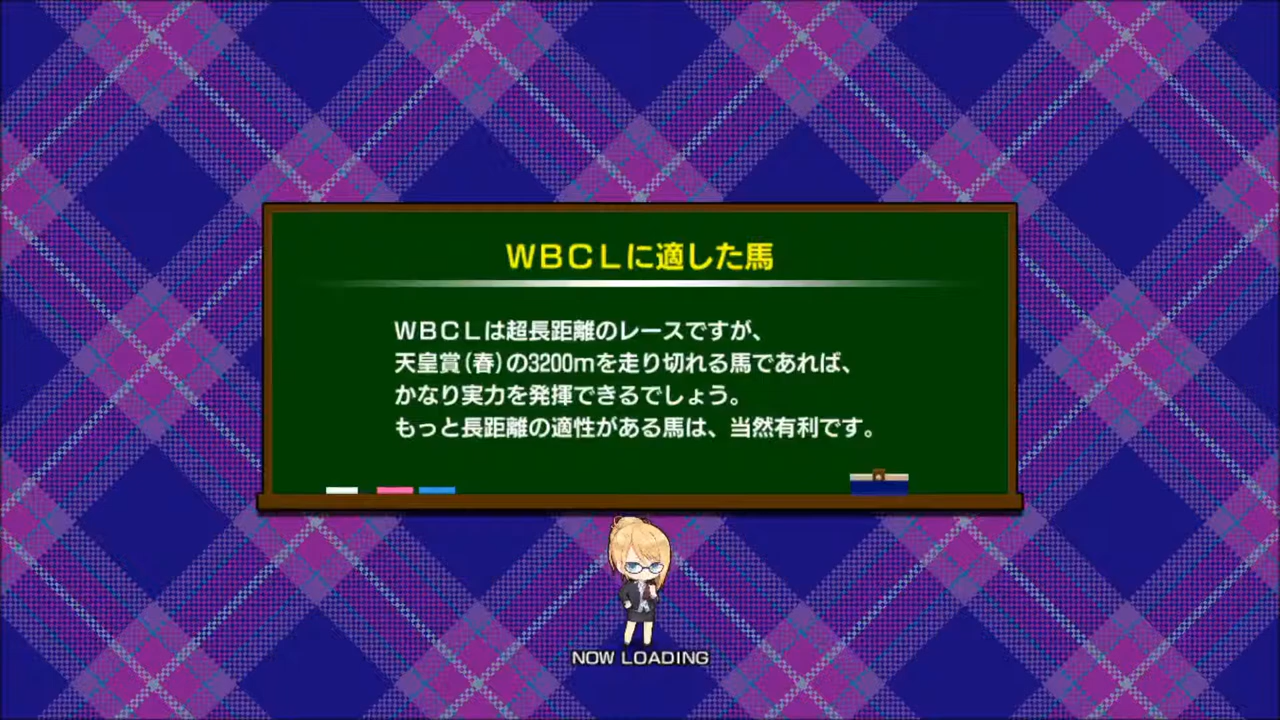 WBCLに適した馬
WBCLは超長距離のレースですが、
天皇賞(春)の3200mを走り切れる馬であれば、
かなり実力を発揮できるでしょう。
もっと長距離の適性がある馬は、当然有利です。
NOW LOADING